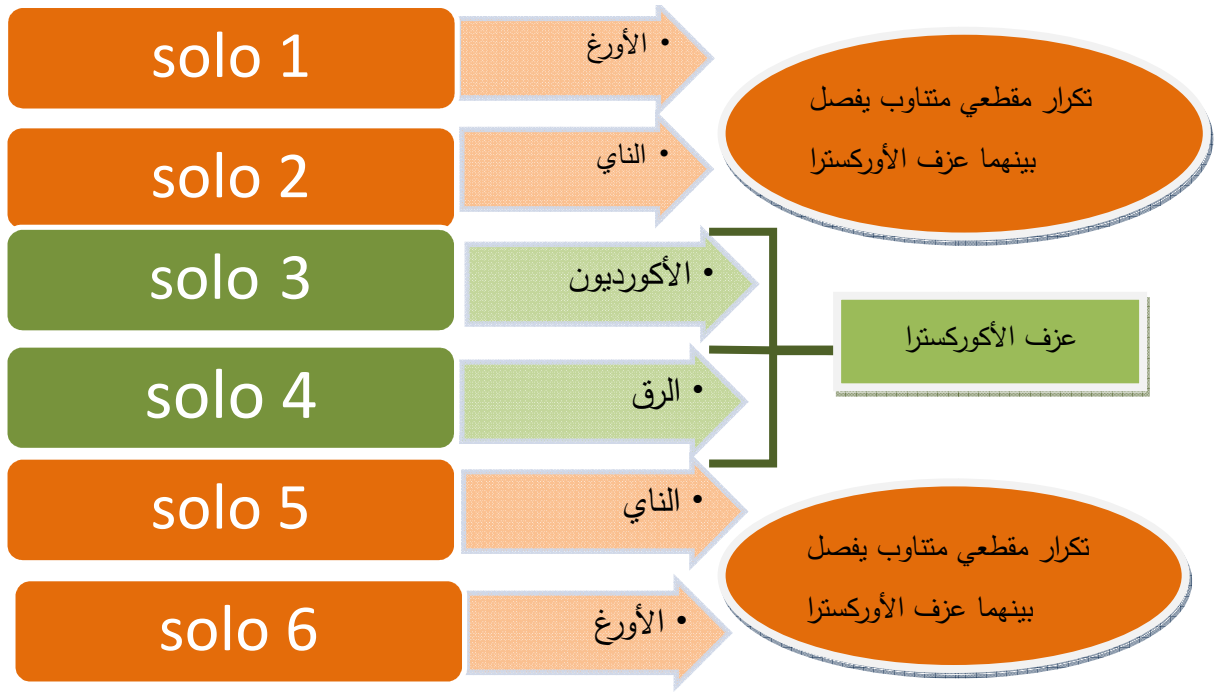 solo 1
• الأورغ
تكرار مقطعي متناوب يفصل
بينهما عزف الأوركسترا
solo 2
• الناي
solo 3
• الأكورديون
عزف الأكوركسترا
solo 4
• الرق
solo 5
• الناي
تكرار مقطعي متناوب يفصل
بينهما عزف الأوركسترا
solo 6
• الأورغ